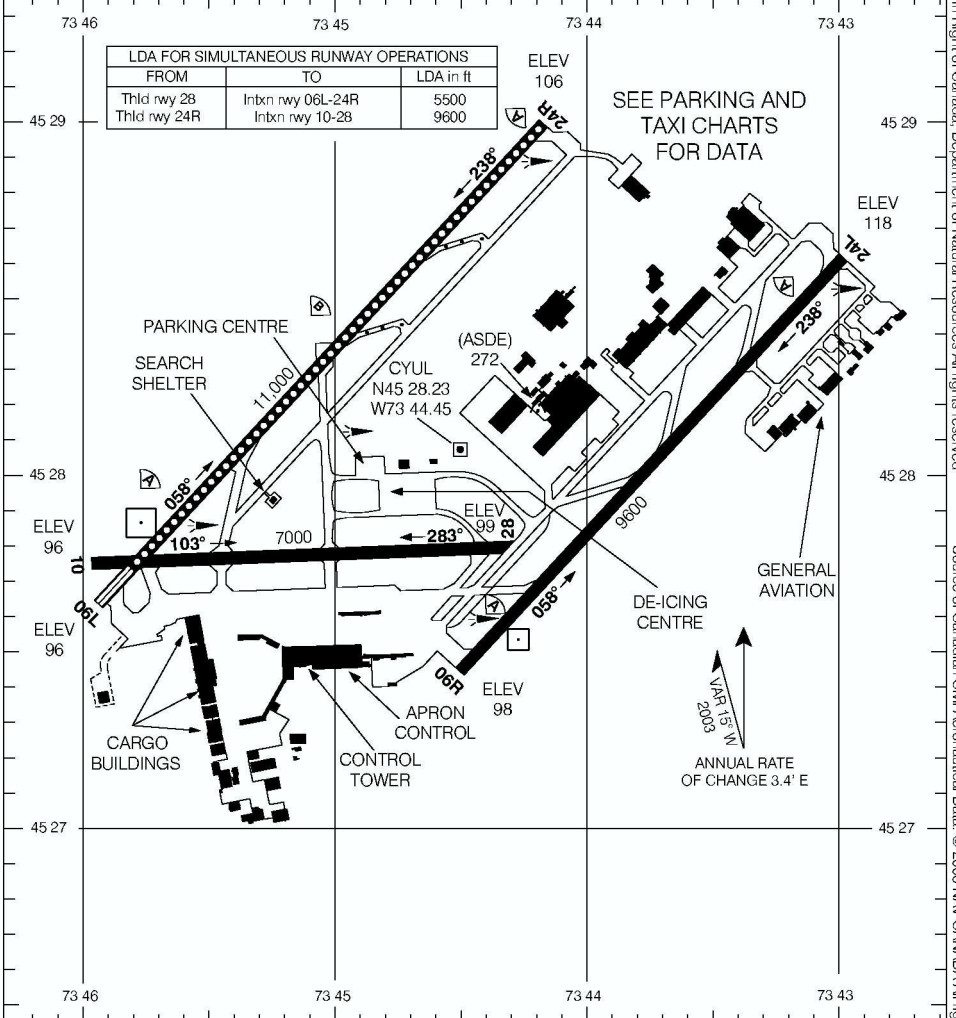 73 46
73 45
73 44
73 43
LDA FOR SIMULTANEOUS RUNWAY OPERATIONS
FROM TO LDA in ft
Thld rwy 28 Intxn rwy 06L-24R 5500
Thld rwy 24R Intxn rwy 10-28 9600
ELEV
106
24R
A
238°
SEE PARKING AND
TAXI CHARTS
FOR DATA
45 29
45 29
ELEV
118
24L
A
238°
B
PARKING CENTRE
SEARCH
SHELTER
11,000
(ASDE)
272
CYUL
N45 28.23
W73 44.45
45 28
45 28
A
058°
ELEV
96
10
103°
7000
283°
ELEV
99
28
9600
06L
ELEV
96
A
058°
06R
ELEV
98
DE-ICING
CENTRE
GENERAL
AVIATION
CARGO
BUILDINGS
APRON
CONTROL
CONTROL
TOWER
VAR 15° W
2003
ANNUAL RATE
OF CHANGE 3.4' E
45 27
45 27
73 46
73 45
73 44
73 43